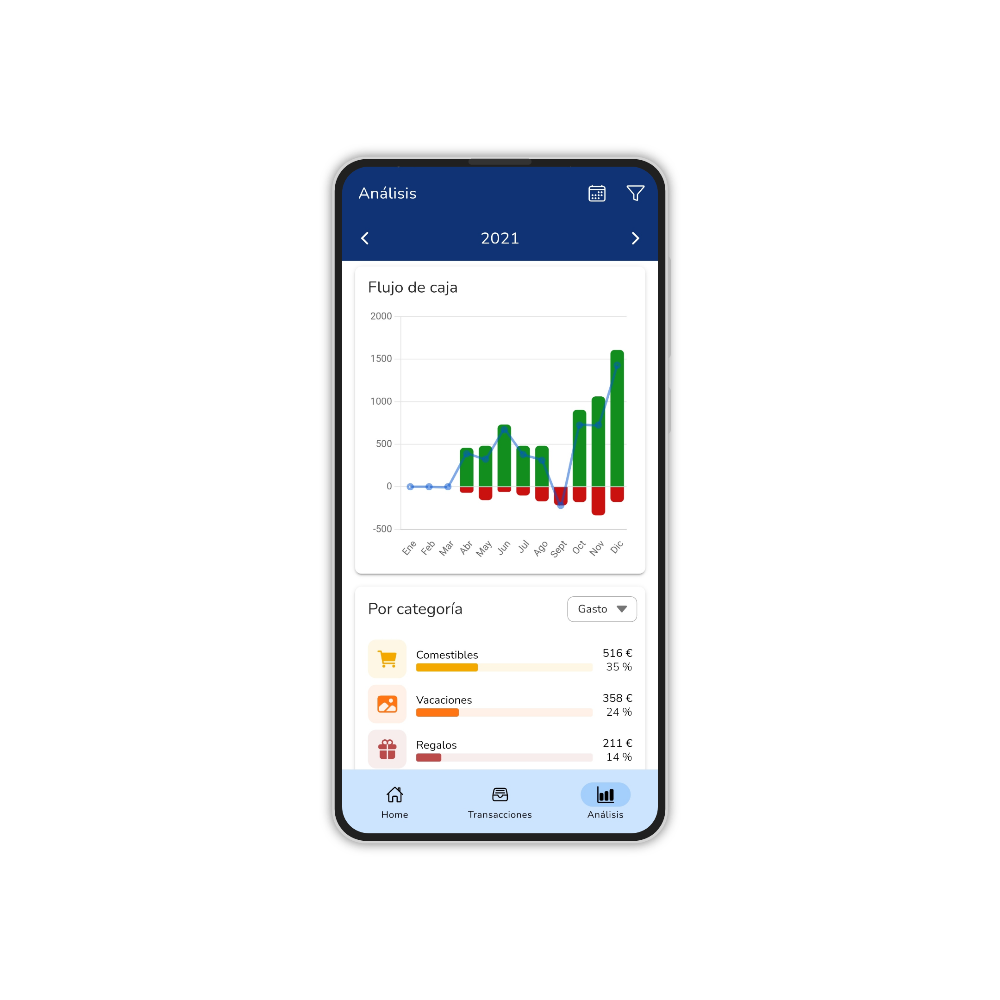 Análisis
2021
Flujo de caja
2000
1500
1000
500
0
-500
Ene Feb Mar Abr May Jun Jul Ago Sept Oct Nov Dic
Por categoría
Gasto
Comestibles
516 €
35 %
Vacaciones
358 €
24 %
Regalos
211 €
14 %
Home Transacciones Análisis